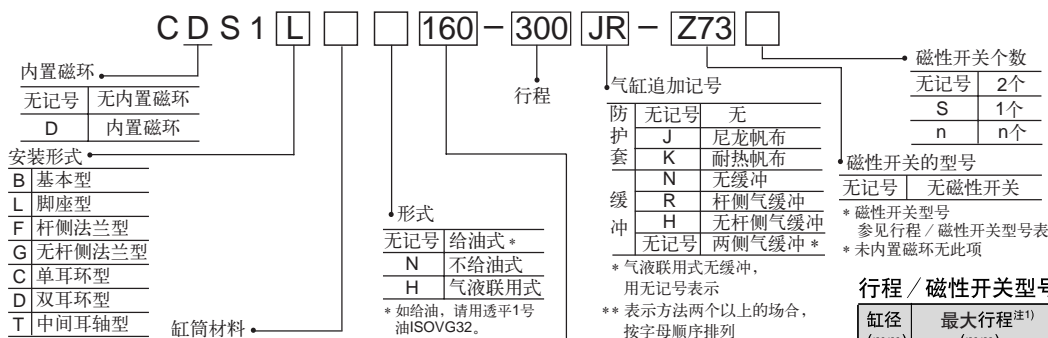 CDS1 L 160 - 300 JR - Z73
内置磁环
无记号 无内置磁环
D 内置磁环
安装形式
B 基本型
L 脚座型
F 杆侧法兰型
G 无杆侧法兰型
C 单耳环型
D 双耳环型
T 中间耳轴型
缸筒材料
形式
无记号 给油式*
N 不给油式
H 气液联用式
*如给油，请用透平1号
油ISOVG32。
行程
气缸追加记号
防护套 无记号 无
J 尼龙帆布
K 耐热帆布
缓冲 N 无缓冲
R 杆侧气缓冲
H 无杆侧气缓冲
无记号 两侧气缓冲*
*气液联用式无缓冲，
用无记号表示
**表示方法两个以上的场合，
按字母顺序排列
磁性开关个数
无记号 2个
S 1个
n n个
磁性开关的型号
无记号 无磁性开关
*磁性开关型号
参见行程/磁性开关型号表
*未内置磁环无此项
行程/磁性开关型号
缸径 最大行程注1)
(mm) (mm)